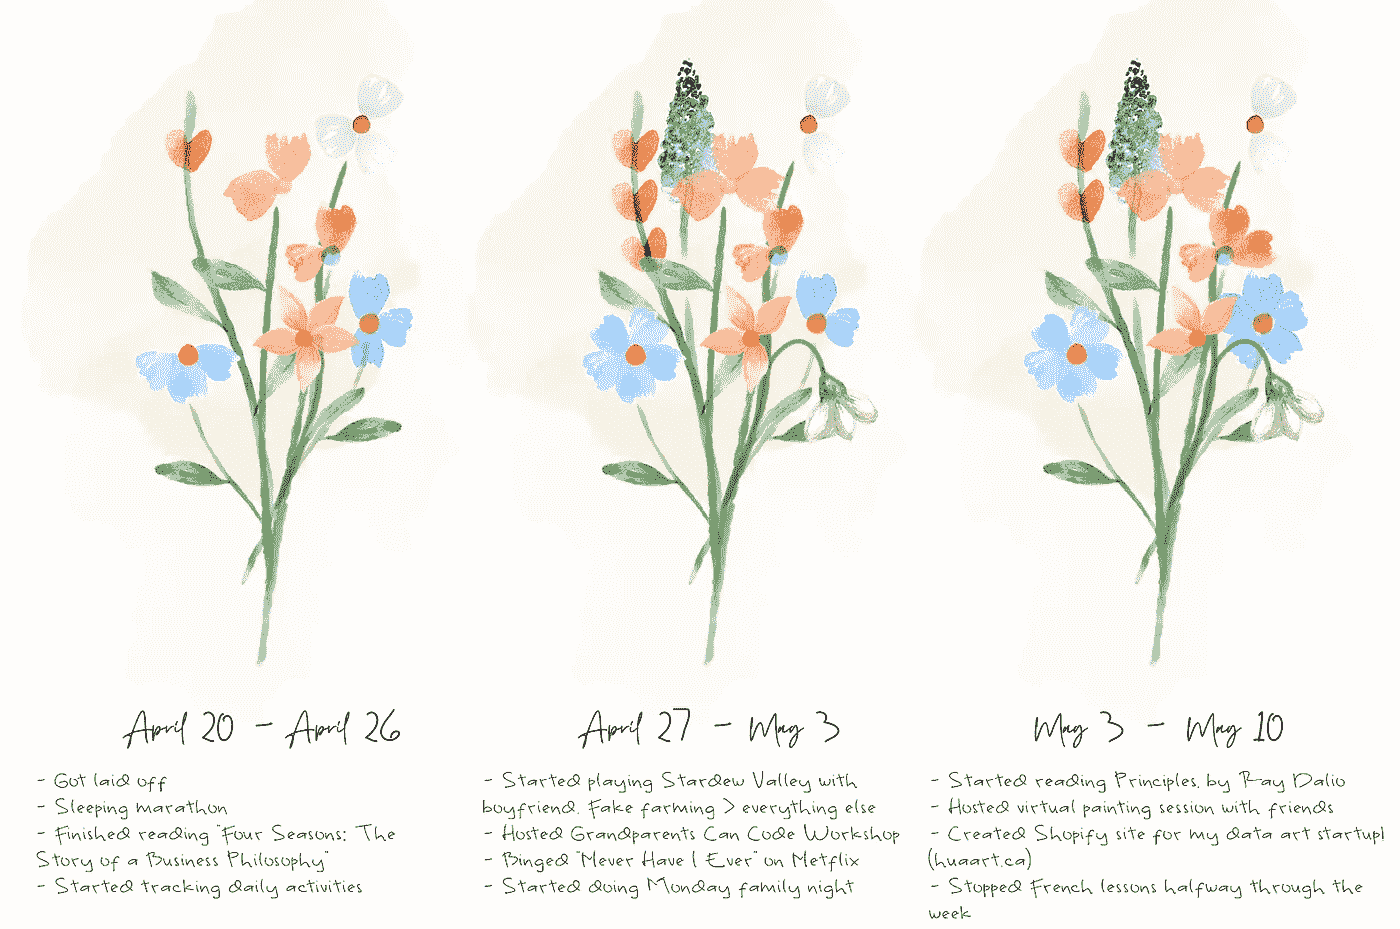 April 20 - April 26
- Got laid off
- Sleeping marathon
- Finished reading "Four Seasons: The
Story of a Business Philosophy"
- Started tracking daily activities
April 27 - May 3
- Started playing Stardew Valley with
boyfriend. Fake farming > everything else
- Hosted Grandparents Can Code Workshop
- Binged "Never Have I Ever" on Netflix
- Started doing Monday family night
May 3 - May 10
- Started reading Principles, by Ray Dalio
- Hosted virtual painting session with friends
- Created Shopify site for my data art startup!
(huaart.ca)
- Stopped French lessons halfway through the
week